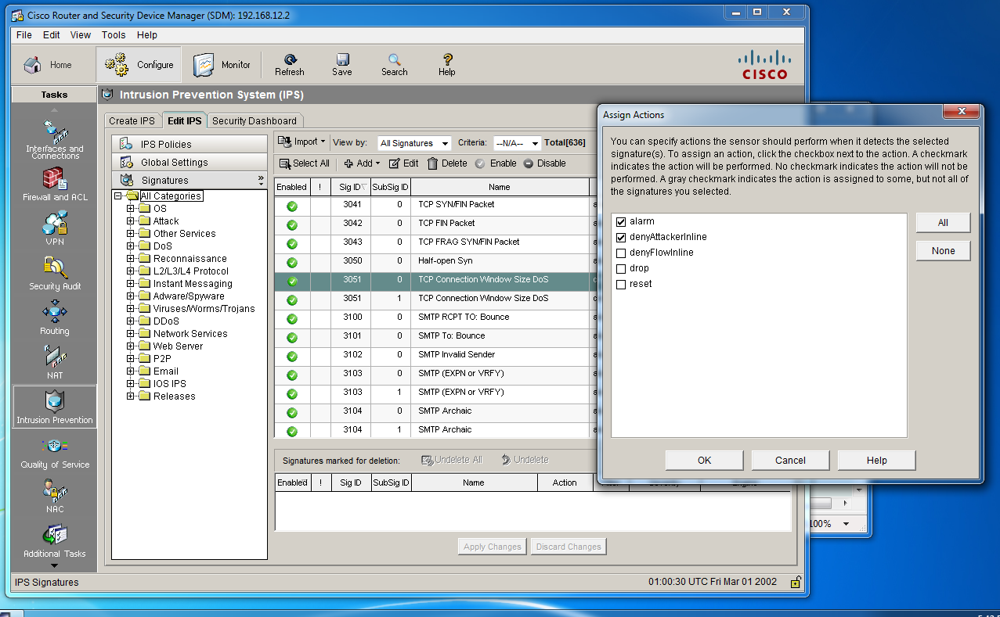 Cisco Router and Security Device Manager (SDM): 192.168.12.2
File Edit View Tools Help
Home Configure Monitor Refresh Save Search Help
CISCO
Tasks
Interfaces and
Connections
Firewall and ACL
VPN
Security Audit
Routing
NAT
Intrusion Prevention
Quality of Service
NAC
Additional Tasks
Intrusion Prevention System (IPS)
Create IPS Edit IPS Security Dashboard
IPS Policies
Global Settings
Signatures »
All Categories
OS
Attack
Other Services
DoS
Reconnaissance
L2/L3/L4 Protocol
Instant Messaging
Adware/Spyware
Viruses/Worms/Trojans
DDoS
Network Services
Web Server
P2P
Email
IOS IPS
Releases
Import View by: All Signatures Criteria: --N/A-- Total[636]
Select All Add Edit Delete Enable Disable
Enabled ! Sig ID SubSig ID Name
3041 0 TCP SYN/FIN Packet
3042 0 TCP FIN Packet
3043 0 TCP FRAG SYN/FIN Packet
3050 0 Half-open Syn
3051 0 TCP Connection Window Size DoS
3051 1 TCP Connection Window Size DoS
3100 0 SMTP RCPT TO: Bounce
3101 0 SMTP To: Bounce
3102 0 SMTP Invalid Sender
3103 0 SMTP (EXPN or VRFY)
3103 1 SMTP (EXPN or VRFY)
3104 0 SMTP Archaic
3104 1 SMTP Archaic
Signatures marked for deletion: Undelete All Undelete
Enabled ! Sig ID SubSig ID Name Action
Apply Changes Discard Changes
IPS Signatures 01:00:30 UTC Fri Mar 01 2002
Assign Actions
You can specify actions the sensor should perform when it detects the selected
signature(s). To assign an action, click the checkbox next to the action. A checkmark
indicates the action will be performed. No checkmark indicates the action will not be
performed. A gray checkmark indicates the action is assigned to some, but not all of
the signatures you selected.
alarm
denyAttackerInline
denyFlowInline
drop
reset
All
None
OK Cancel Help
100%